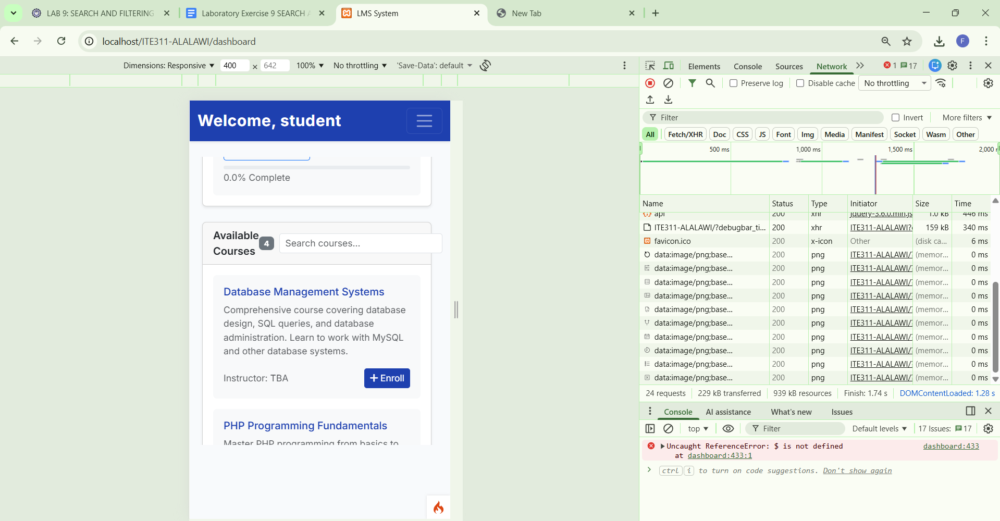 LAB 9: SEARCH AND FILTERING
Laboratory Exercise 9 SEARCH A
LMS System
New Tab
localhost/ITE311-ALALAWI/dashboard
F
Dimensions: Responsive 400 × 642 100% No throttling 'Save-Data': default
Elements Console Sources Network 1 17
Preserve log Disable cache No throttling
Filter Invert More filters
All Fetch/XHR Doc CSS JS Font Img Media Manifest Socket Wasm Other
500 ms 1,000 ms 1,500 ms 2,000
Name Status Type Initiator Size Time
api 200 xhr jquery-3.6.0.min.js 1.0 kB 446 ms
ITE311-ALALAWI/?debugbar_ti... 200 xhr ITE311-ALALAWI? 159 kB 340 ms
favicon.ico 200 x-icon Other (disk ca... 6 ms
data:image/png;base... 200 png ITE311-ALALAWI/? (memor... 0 ms
data:image/png;base... 200 png ITE311-ALALAWI/? (memor... 0 ms
data:image/png;base... 200 png ITE311-ALALAWI/? (memor... 0 ms
data:image/png;base... 200 png ITE311-ALALAWI/? (memor... 0 ms
data:image/png;base... 200 png ITE311-ALALAWI/? (memor... 0 ms
data:image/png;base... 200 png ITE311-ALALAWI/? (memor... 0 ms
data:image/png;base... 200 png ITE311-ALALAWI/? (memor... 0 ms
data:image/png;base... 200 png ITE311-ALALAWI/? (memor... 0 ms
data:image/png;base... 200 png ITE311-ALALAWI/? (memor... 0 ms
data:image/png;base... 200 png ITE311-ALALAWI/? (memor... 0 ms
24 requests 229 kB transferred 939 kB resources Finish: 1.74 s DOMContentLoaded: 1.28 s
Console AI assistance What's new Issues
top Filter Default levels 17 Issues: 17
Uncaught ReferenceError: $ is not defined dashboard:433
at dashboard:433:1
ctrl i to turn on code suggestions. Don't show again
Welcome, student
0.0% Complete
Available
Courses
4
Search courses...
Database Management Systems
Comprehensive course covering database
design, SQL queries, and database
administration. Learn to work with MySQL
and other database systems.
Instructor: TBA
+ Enroll
PHP Programming Fundamentals
Master PHP programming from basics to